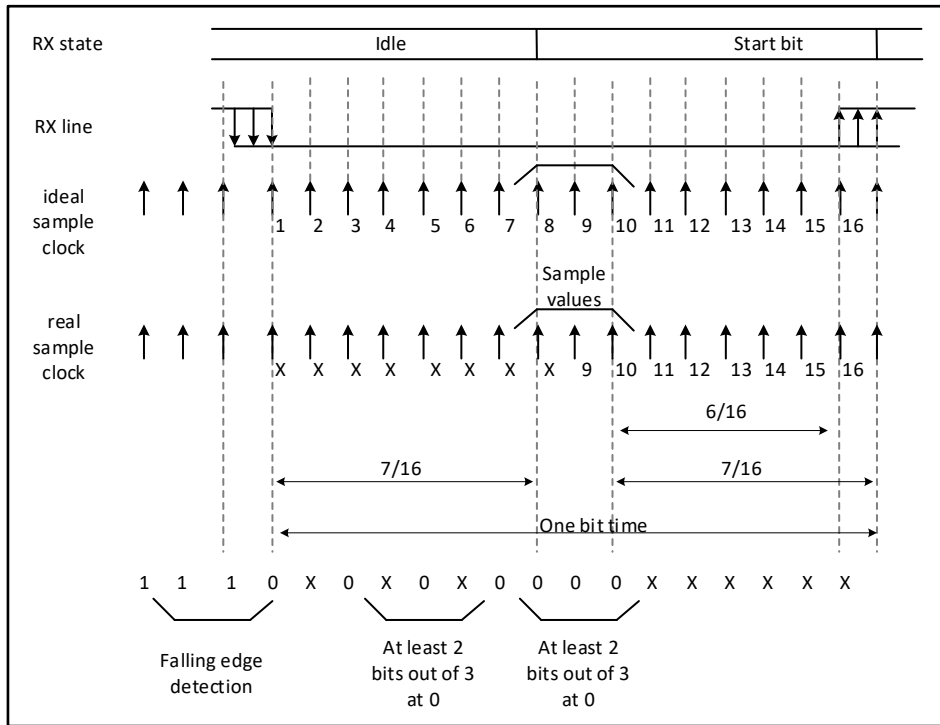 RX state
Idle
Start bit
RX line
ideal
sample
clock
1 2 3 4 5 6 7 8 9 10 11 12 13 14 15 16
Sample
values
real
sample
clock
X X X X X X X X 9 10 11 12 13 14 15 16
6/16
7/16
7/16
One bit time
1 1 1 0 X 0 X 0 X 0 0 0 0 X X X X X X
Falling edge
detection
At least 2
bits out of 3
at 0
At least 2
bits out of 3
at 0